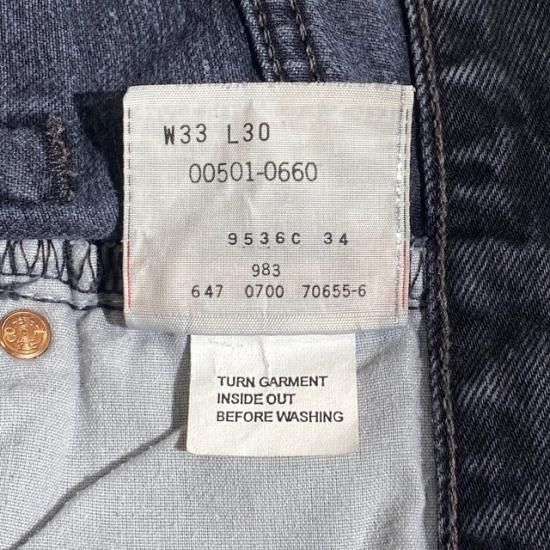 W33 L30
00501-0660
9536C 34
983
647 0700 70655-6
TURN GARMENT
INSIDE OUT
BEFORE WASHING